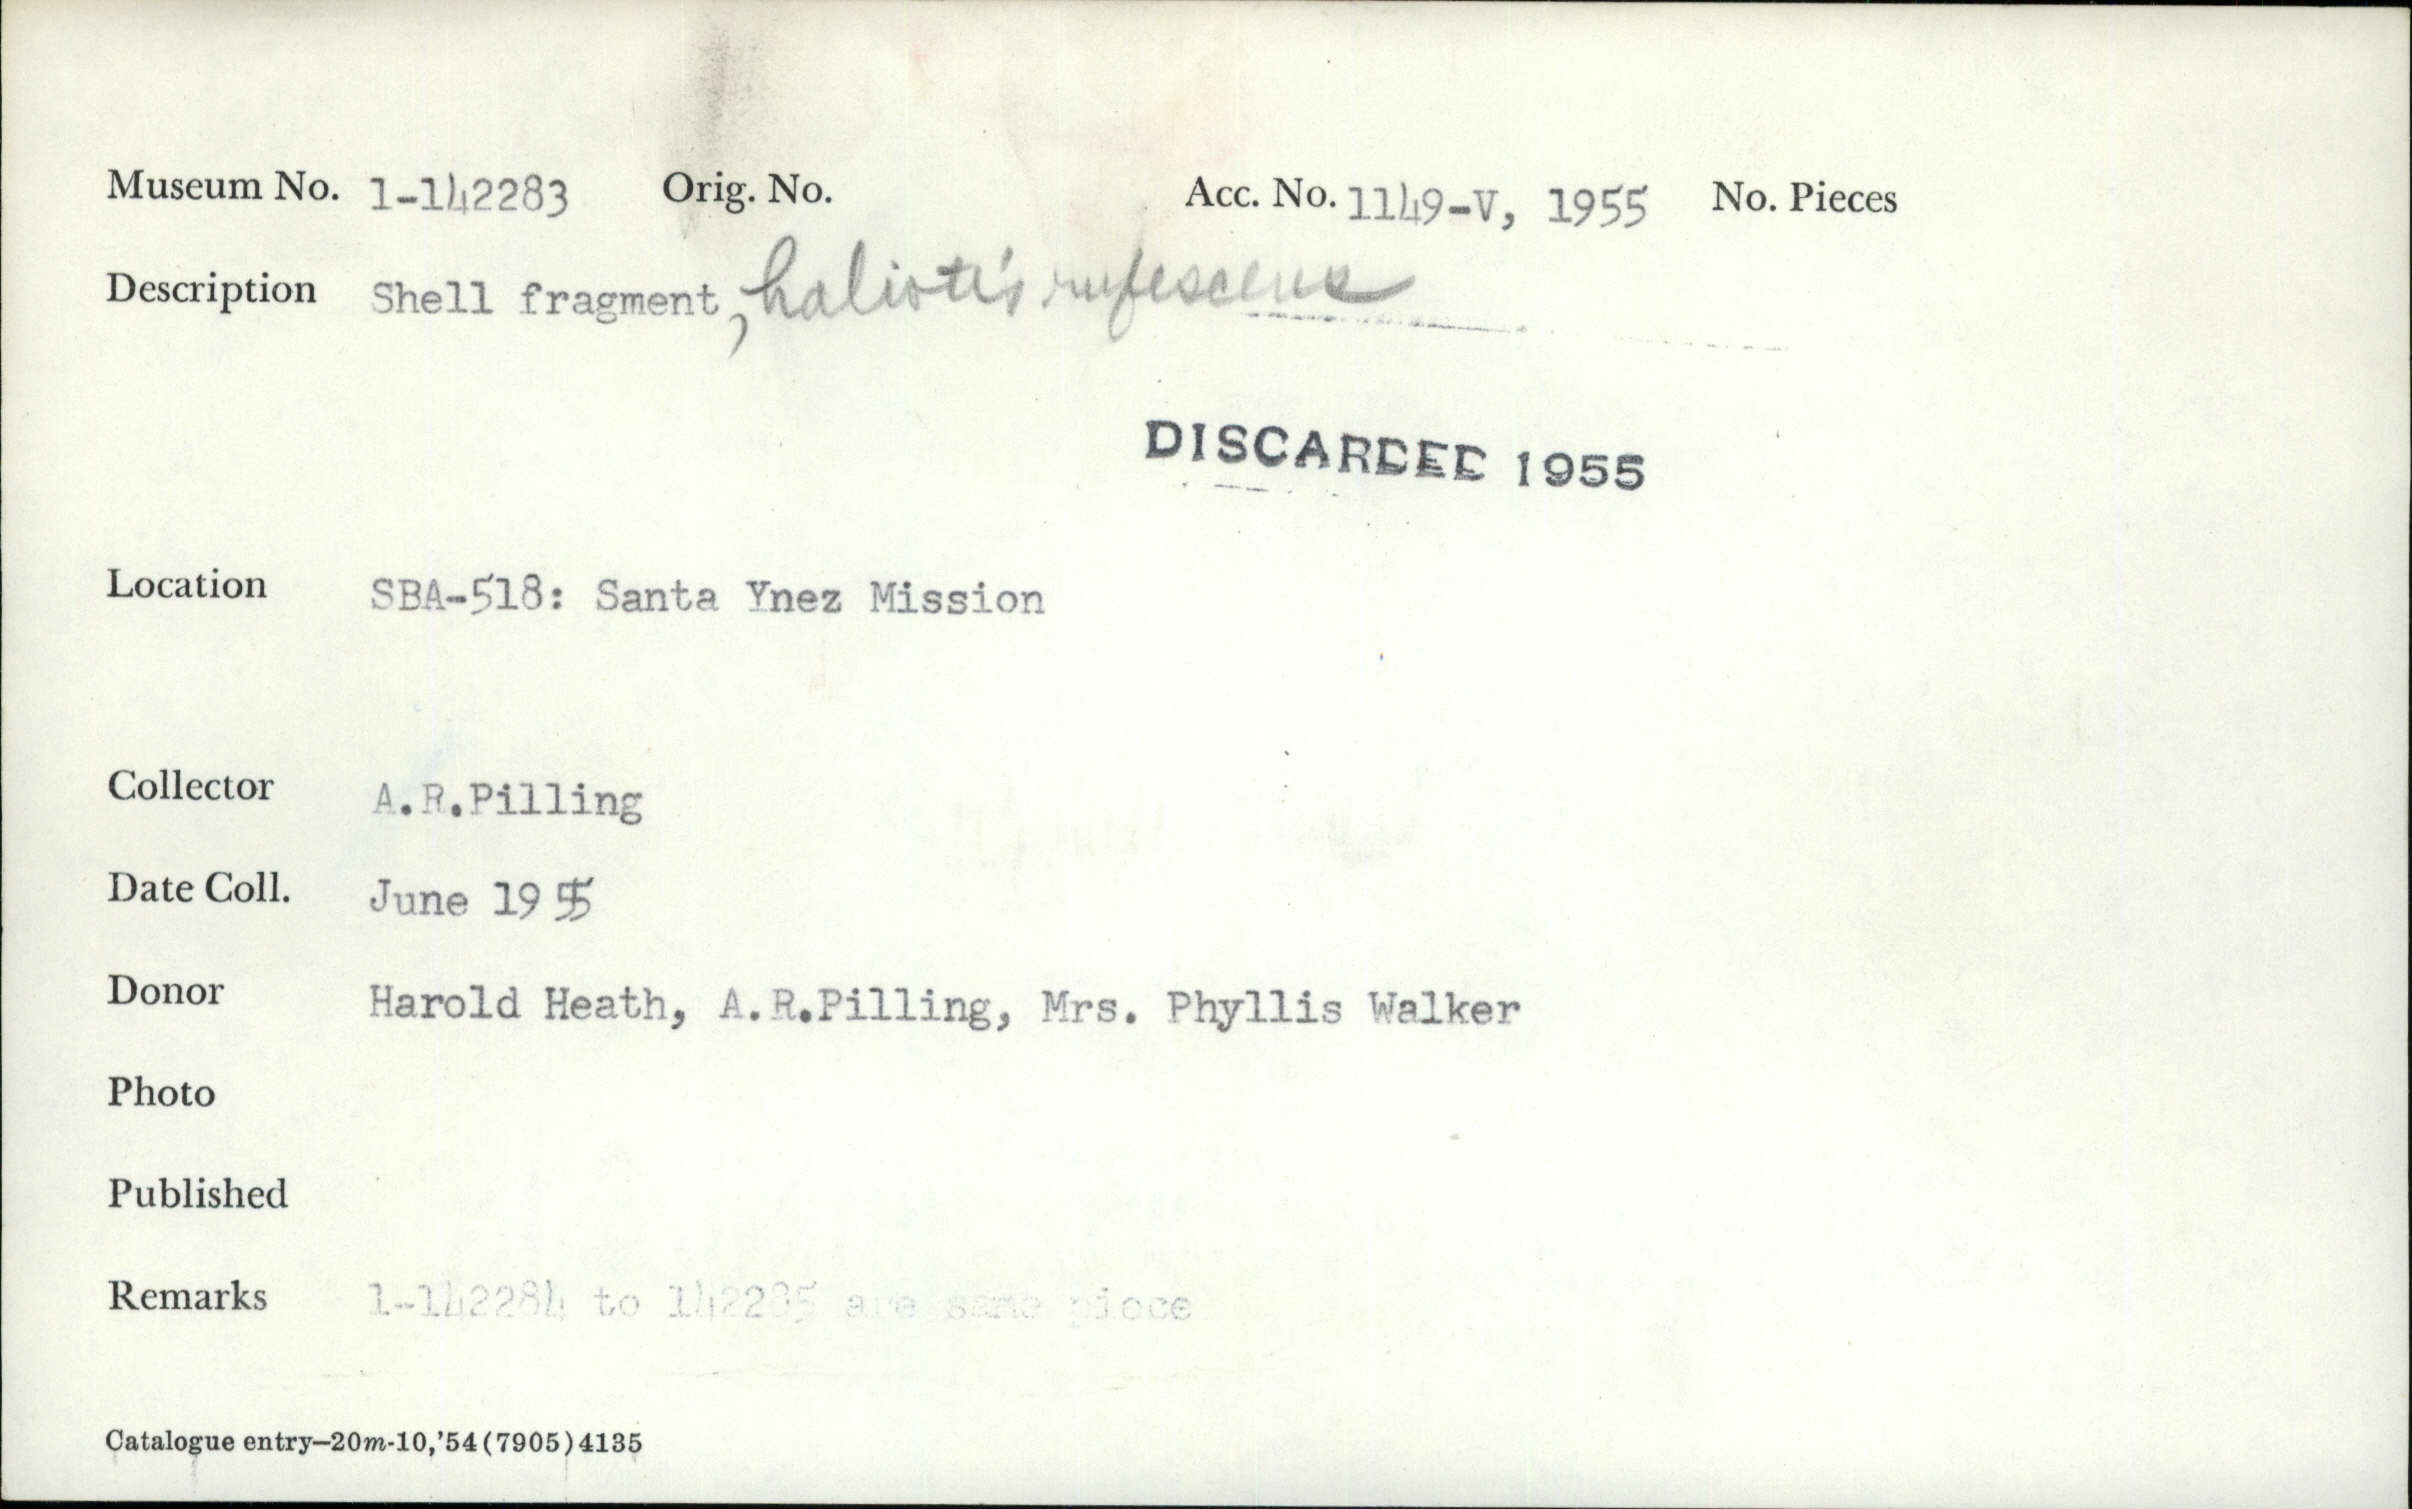 Museum No. 1-142283 Orig. No. Acc. No. 1149-V, 1955 No. Pieces
Description Shell fragment, haliotis rufescens
DISCARDED 1955
Location SBA-518: Santa Ynez Mission
Collector A.R.Pilling
Date Coll. June 1955
Donor Harold Heath, A.R.Pilling, Mrs. Phyllis Walker
Photo
Published
Remarks 1-142284 to 142285 are same piece
Catalogue entry—20m-10,'54(7905)4135